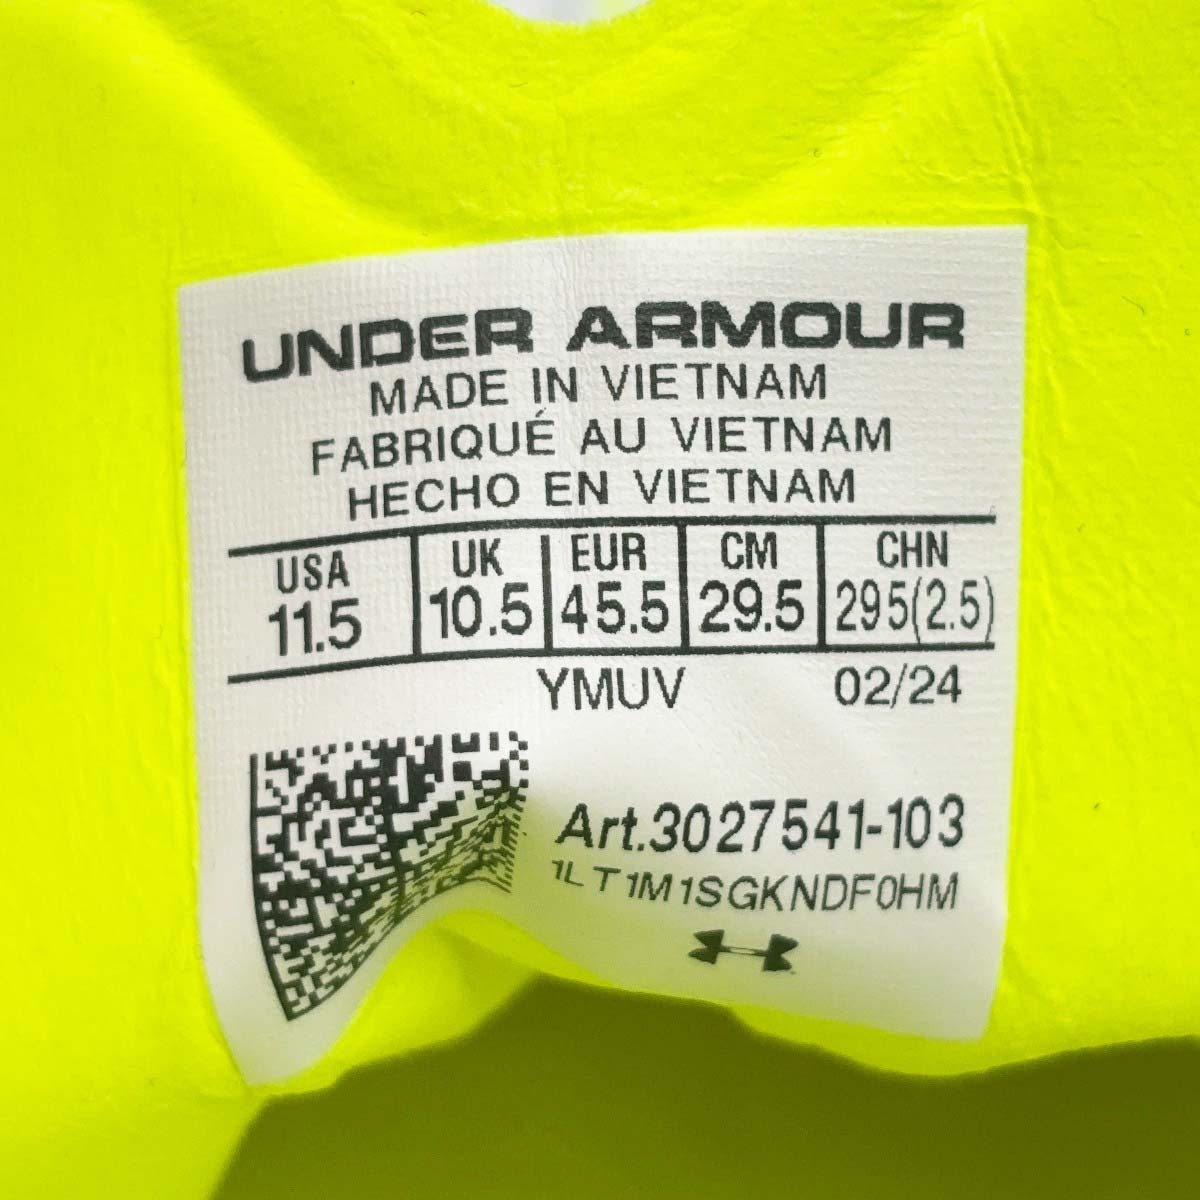 UNDER ARMOUR
MADE IN VIETNAM
FABRIQUÉ AU VIETNAM
HECHO EN VIETNAM
USA UK EUR CM CHN
11.5 10.5 45.5 29.5 295(2.5)
YMUV 02/24
Art.3027541-103
1LT1M1SGKNDF0HM